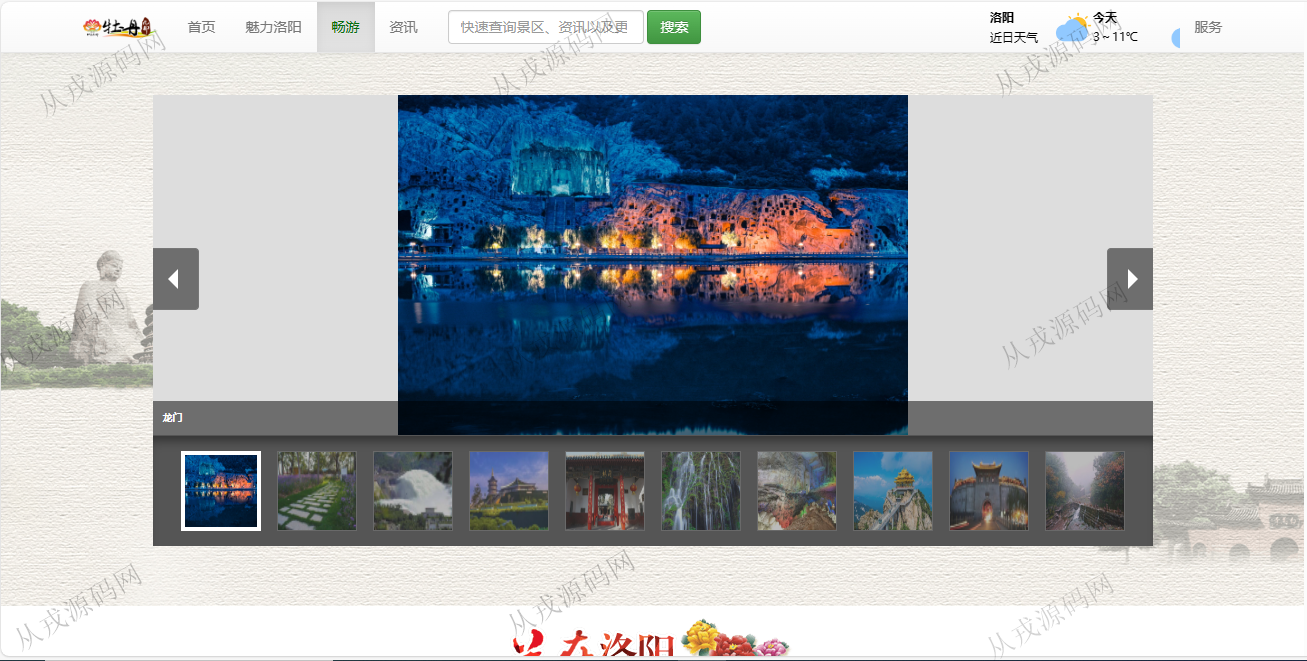 牡丹
首页 魅力洛阳 畅游 资讯 快速查询景区、资讯以及更 搜索
洛阳 今天
近日天气 3 ~ 11℃
服务
从戎源码网
从戎源码网
从戎源码网
从戎源码网
从戎源码网
龙门
从戎源码网
从戎源码网
从戎源码网
洛阳